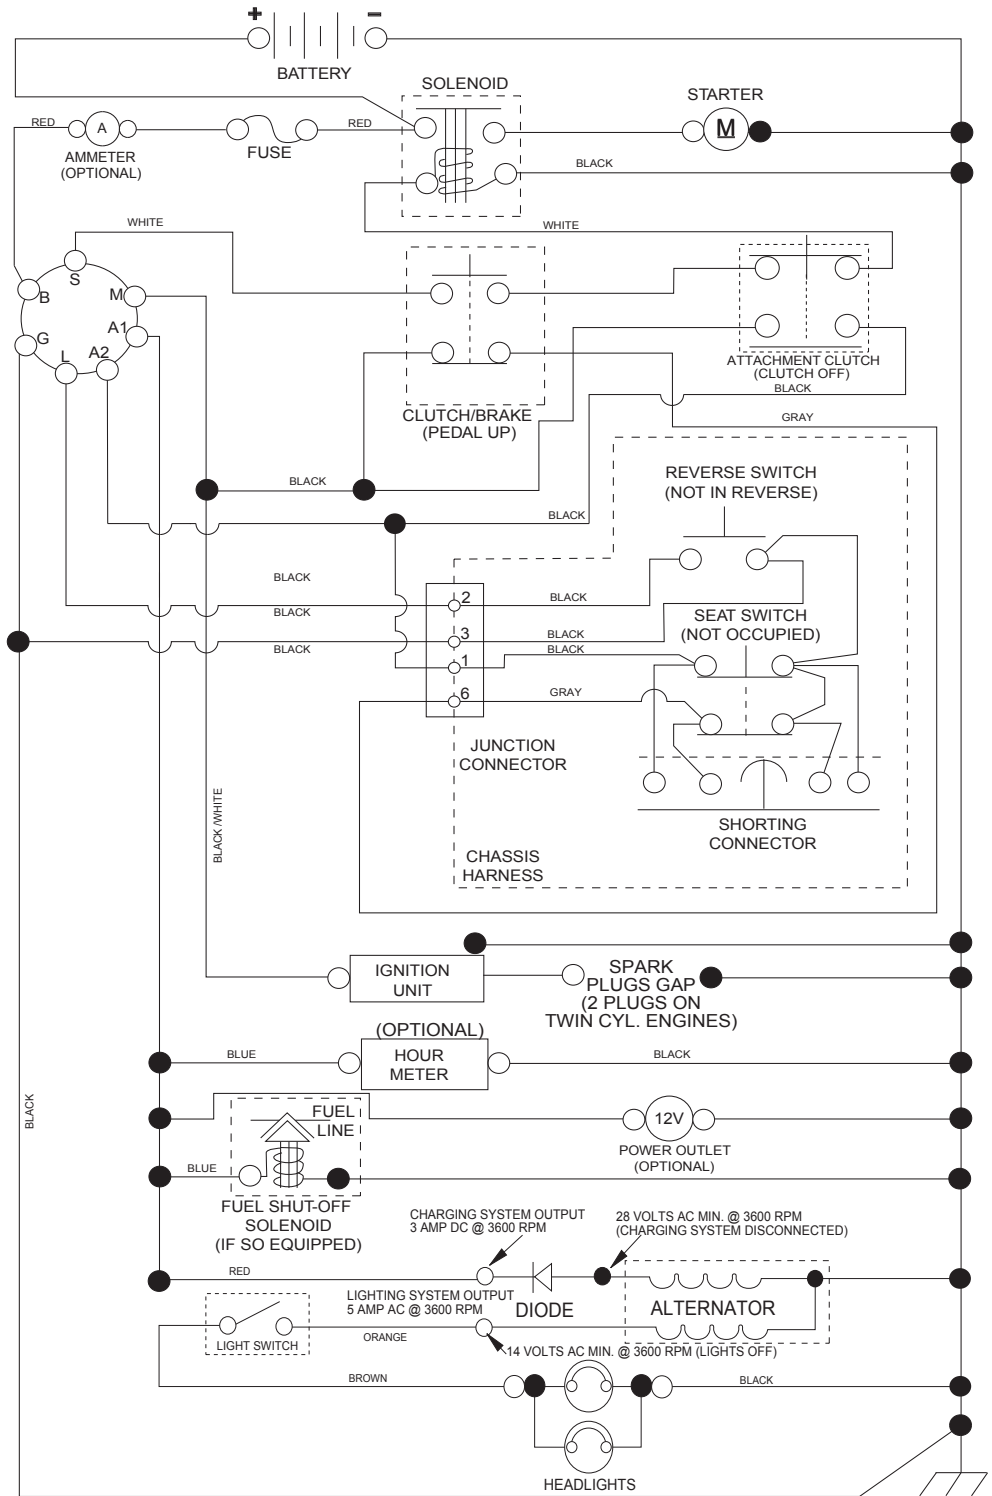 + −
BATTERY
SOLENOID
STARTER
RED
A
RED
M
AMMETER
(OPTIONAL)
FUSE
BLACK
WHITE
WHITE
S
B
M
G
A1
L
A2
ATTACHMENT CLUTCH
(CLUTCH OFF)
BLACK
CLUTCH/BRAKE
(PEDAL UP)
GRAY
REVERSE SWITCH
(NOT IN REVERSE)
BLACK
BLACK
BLACK
2
BLACK
BLACK
SEAT SWITCH
(NOT OCCUPIED)
3
BLACK
BLACK
BLACK
1
6
GRAY
JUNCTION
CONNECTOR
BLACK /WHITE
SHORTING
CONNECTOR
CHASSIS
HARNESS
IGNITION
UNIT
SPARK
PLUGS GAP
(2 PLUGS ON
TWIN CYL. ENGINES)
(OPTIONAL)
BLUE
HOUR
METER
BLACK
BLACK
FUEL
LINE
12V
POWER OUTLET
(OPTIONAL)
BLUE
FUEL SHUT-OFF
SOLENOID
(IF SO EQUIPPED)
CHARGING SYSTEM OUTPUT
3 AMP DC @ 3600 RPM
28 VOLTS AC MIN. @ 3600 RPM
(CHARGING SYSTEM DISCONNECTED)
RED
LIGHTING SYSTEM OUTPUT
5 AMP AC @ 3600 RPM
DIODE
ALTERNATOR
LIGHT SWITCH
ORANGE
14 VOLTS AC MIN. @ 3600 RPM (LIGHTS OFF)
BROWN
BLACK
HEADLIGHTS